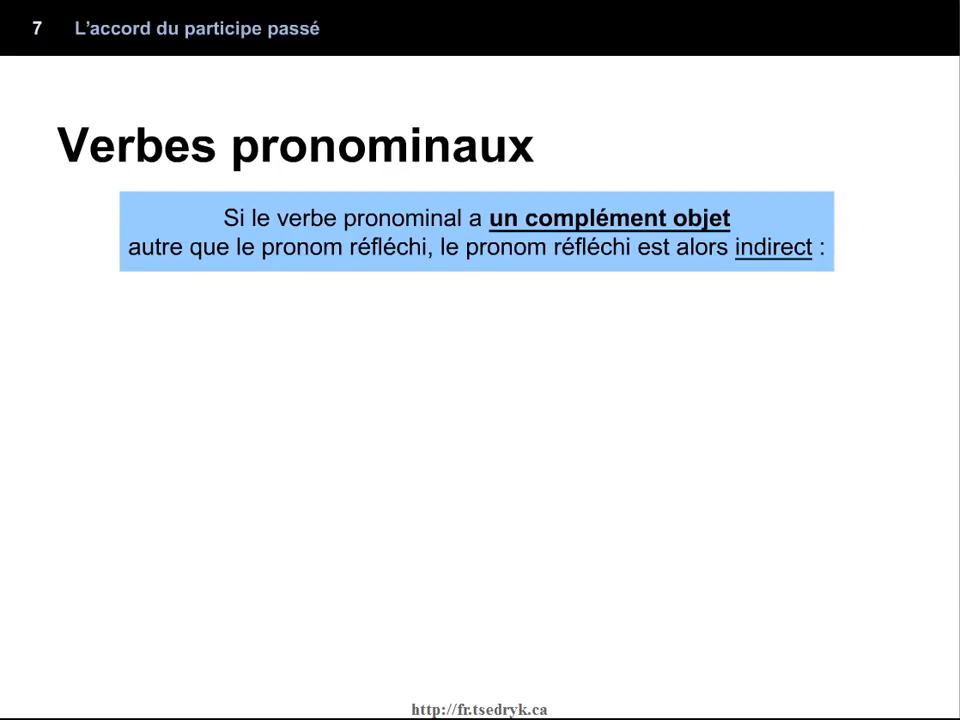 7 L’accord du participe passé
Verbes pronominaux
Si le verbe pronominal a un complément objet
autre que le pronom réfléchi, le pronom réfléchi est alors indirect :
http://fr.tsedryk.ca